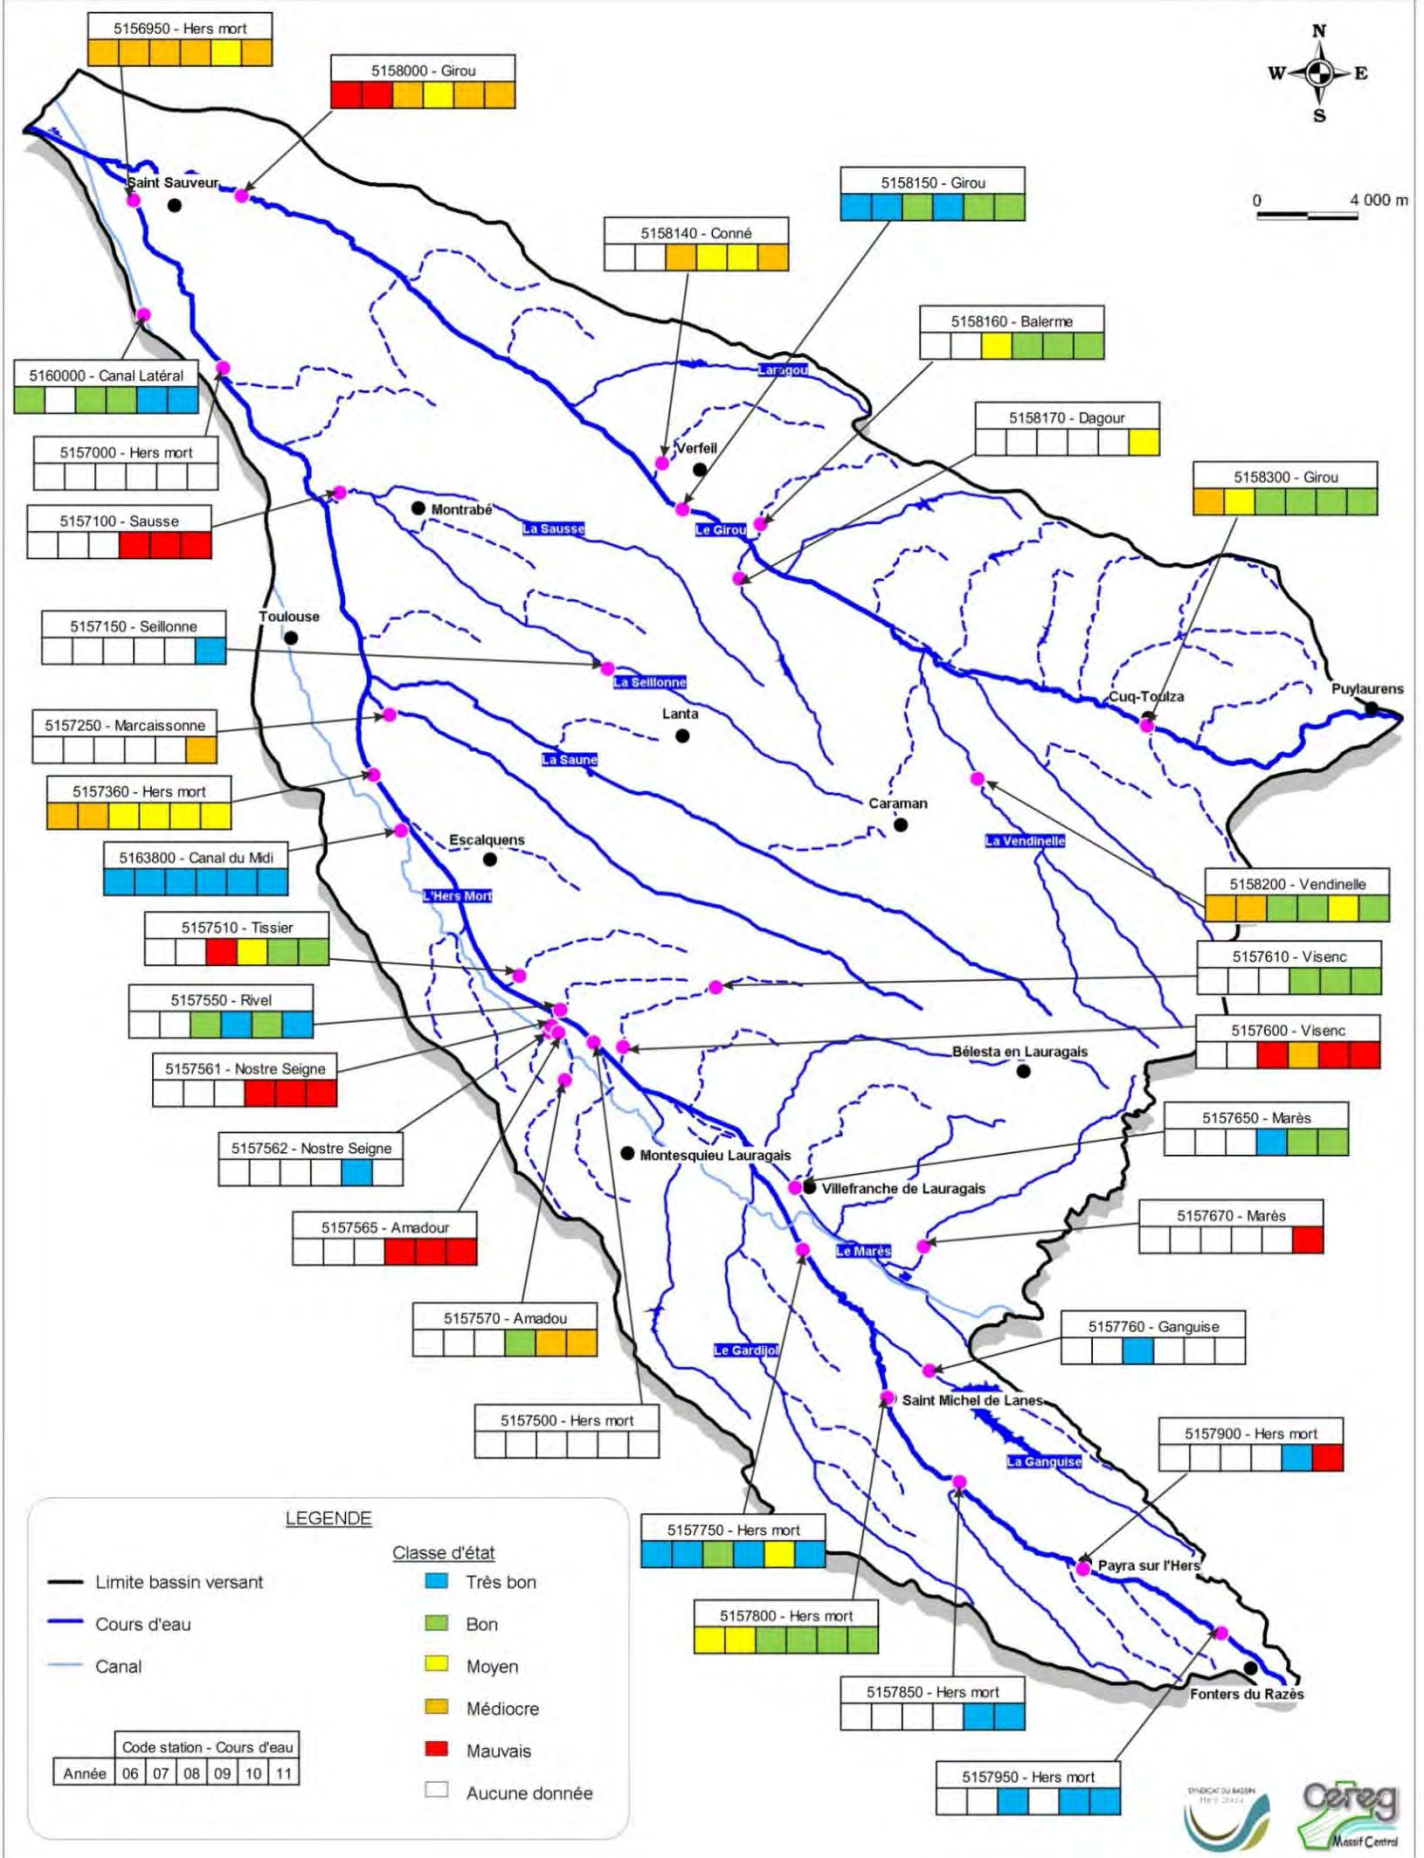 5156950 - Hers mort
5158000 - Girou
N
W E
S
0 4 000 m
Saint Sauveur
5158150 - Girou
5158140 - Conné
5158160 - Balerme
5160000 - Canal Latéral
Laragou
5158170 - Dagour
5157000 - Hers mort
Verfeil
5158300 - Girou
5157100 - Sausse
Montrabé
La Sausse
Le Girou
5157150 - Seillonne
Toulouse
La Seillonne
Cuq-Toulza
Puylaurens
5157250 - Marcaissonne
Lanta
La Saune
5157360 - Hers mort
Caraman
Escalquens
La Vendinelle
5163800 - Canal du Midi
L'Hers Mort
5158200 - Vendinelle
5157510 - Tissier
5157610 - Visenc
5157550 - Rivel
5157600 - Visenc
5157561 - Nostre Seigne
Bélesta en Lauragais
5157562 - Nostre Seigne
5157650 - Marès
Montesquieu Lauragais
Villefranche de Lauragais
5157565 - Amadour
5157670 - Marès
Le Marès
5157570 - Amadou
5157760 - Ganguise
Le Gardijol
Saint Michel de Lanes
5157500 - Hers mort
5157900 - Hers mort
La Ganguise
5157750 - Hers mort
Payra sur l'Hers
5157800 - Hers mort
5157850 - Hers mort
Fonters du Razès
5157950 - Hers mort
LEGENDE
Limite bassin versant
Cours d'eau
Canal
Classe d'état
Très bon
Bon
Moyen
Médiocre
Mauvais
Aucune donnée
Code station - Cours d'eau
Année 06 07 08 09 10 11
SYNDICAT DU BASSIN
Hers Girou
Cereg
Massif Central